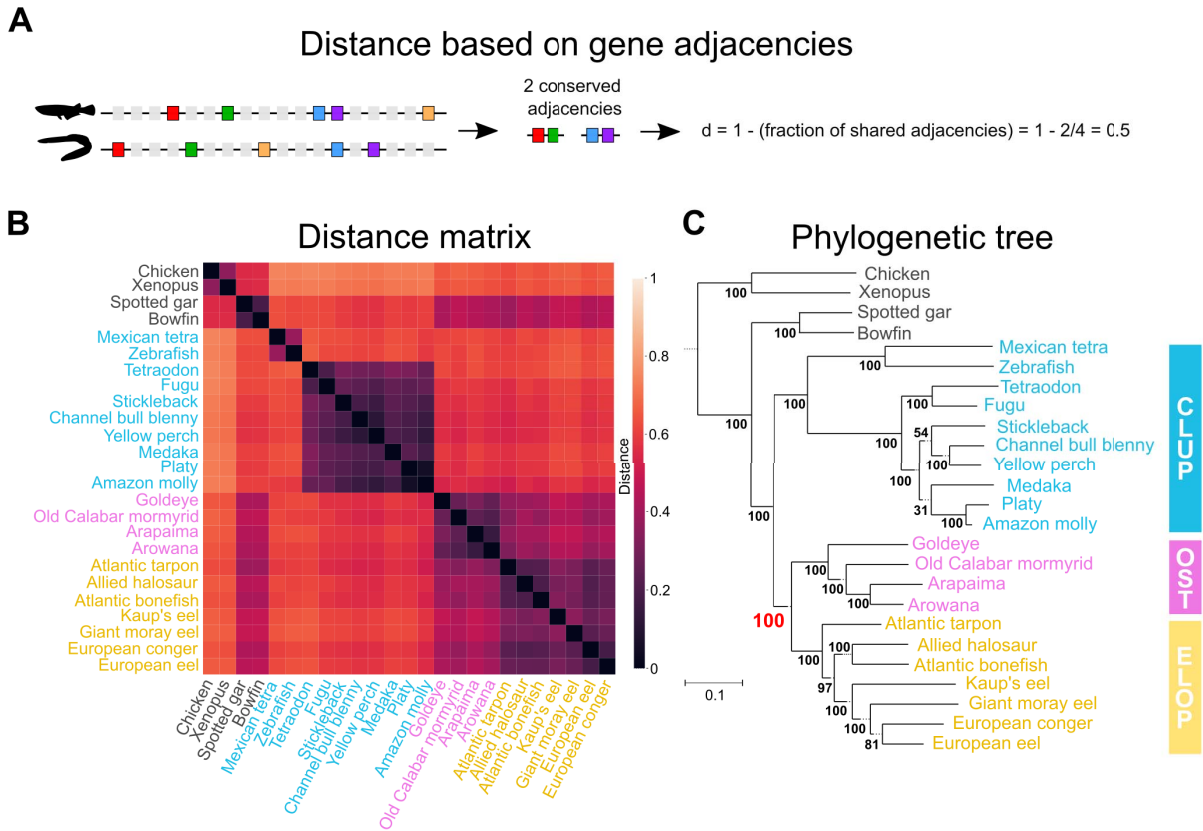 A
Distance based on gene adjacencies
2 conserved
adjacencies
d = 1 - (fraction of shared adjacencies) = 1 - 2/4 = 0.5
B
Distance matrix
Chicken
Xenopus
Spotted gar
Bowfin
Mexican tetra
Zebrafish
Tetraodon
Fugu
Stickleback
Channel bull blenny
Yellow perch
Medaka
Platy
Amazon molly
Goldeye
Old Calabar mormyrid
Arapaima
Arowana
Atlantic tarpon
Allied halosaur
Atlantic bonefish
Kaup's eel
Giant moray eel
European conger
European eel
Chicken
Xenopus
Spotted gar
Bowfin
Mexican tetra
Zebrafish
Tetraodon
Fugu
Stickleback
Channel bull blenny
Yellow perch
Medaka
Platy
Amazon molly
Goldeye
Old Calabar mormyrid
Arapaima
Arowana
Atlantic tarpon
Allied halosaur
Atlantic bonefish
Kaup's eel
Giant moray eel
European eel
European conger
1
0.8
0.6
0.4
0.2
0
Distance
C
Phylogenetic tree
Chicken
Xenopus
Spotted gar
Bowfin
Mexican tetra
Zebrafish
Tetraodon
Fugu
Stickleback
Channel bull blenny
Yellow perch
Medaka
Platy
Amazon molly
Goldeye
Old Calabar mormyrid
Arapaima
Arowana
Atlantic tarpon
Allied halosaur
Atlantic bonefish
Kaup's eel
Giant moray eel
European conger
European eel
100
100
100
100
100
100
54
100
100
31
100
100
100
100
100
100
100
100
97
100
100
81
0.1
CLUP
OST
ELOP